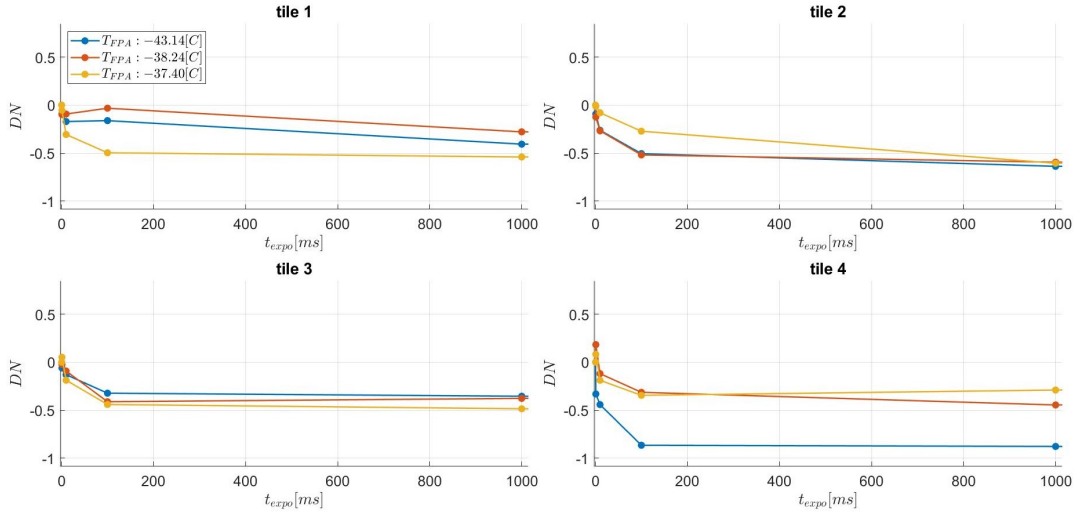 tile 1
T_FPA : −43.14[C]
T_FPA : −38.24[C]
T_FPA : −37.40[C]
0.5
0
-0.5
-1
DN
0 200 400 600 800 1000
t_expo[ms]
tile 2
0.5
0
-0.5
-1
DN
0 200 400 600 800 1000
t_expo[ms]
tile 3
0.5
0
-0.5
-1
DN
0 200 400 600 800 1000
t_expo[ms]
tile 4
0.5
0
-0.5
-1
DN
0 200 400 600 800 1000
t_expo[ms]